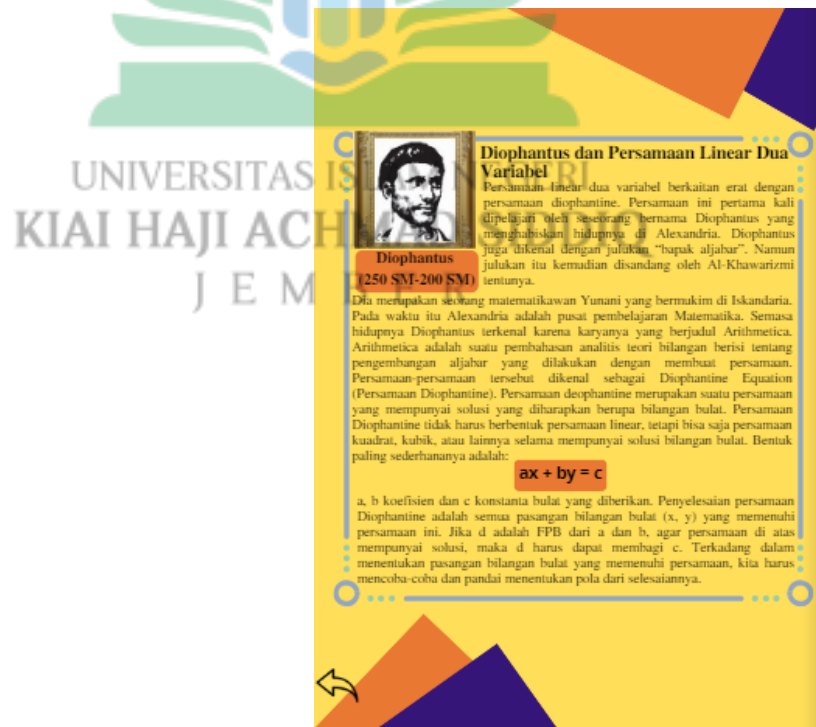 UNIVERSITAS ISLAM NEGERI
KIAI HAJI ACHMAD SIDDIQ
JEMBER
Diophantus dan Persamaan Linear Dua
Variabel
Persamaan linear dua variabel berkaitan erat dengan
persamaan diophantine. Persamaan ini pertama kali
dipelajari oleh seseorang bernama Diophantus yang
menghabiskan hidupnya di Alexandria. Diophantus
juga dikenal dengan julukan “bapak aljabar”. Namun
julukan itu kemudian disandang oleh Al-Khawarizmi
tentunya.
Diophantus
(250 SM-200 SM)
Dia merupakan seorang matematikawan Yunani yang bermukim di Iskandaria.
Pada waktu itu Alexandria adalah pusat pembelajaran Matematika. Semasa
hidupnya Diophantus terkenal karena karyanya yang berjudul Arithmetica.
Arithmetica adalah suatu pembahasan analitis teori bilangan berisi tentang
pengembangan aljabar yang dilakukan dengan membuat persamaan.
Persamaan-persamaan tersebut dikenal sebagai Diophantine Equation
(Persamaan Diophantine). Persamaan deophantine merupakan suatu persamaan
yang mempunyai solusi yang diharapkan berupa bilangan bulat. Persamaan
Diophantine tidak harus berbentuk persamaan linear, tetapi bisa saja persamaan
kuadrat, kubik, atau lainnya selama mempunyai solusi bilangan bulat. Bentuk
paling sederhananya adalah:
ax + by = c
a, b koefisien dan c konstanta bulat yang diberikan. Penyelesaian persamaan
Diophantine adalah semua pasangan bilangan bulat (x, y) yang memenuhi
persamaan ini. Jika d adalah FPB dari a dan b, agar persamaan di atas
mempunyai solusi, maka d harus dapat membagi c. Terkadang dalam
menentukan pasangan bilangan bulat yang memenuhi persamaan, kita harus
mencoba-coba dan pandai menentukan pola dari selesaiannya.